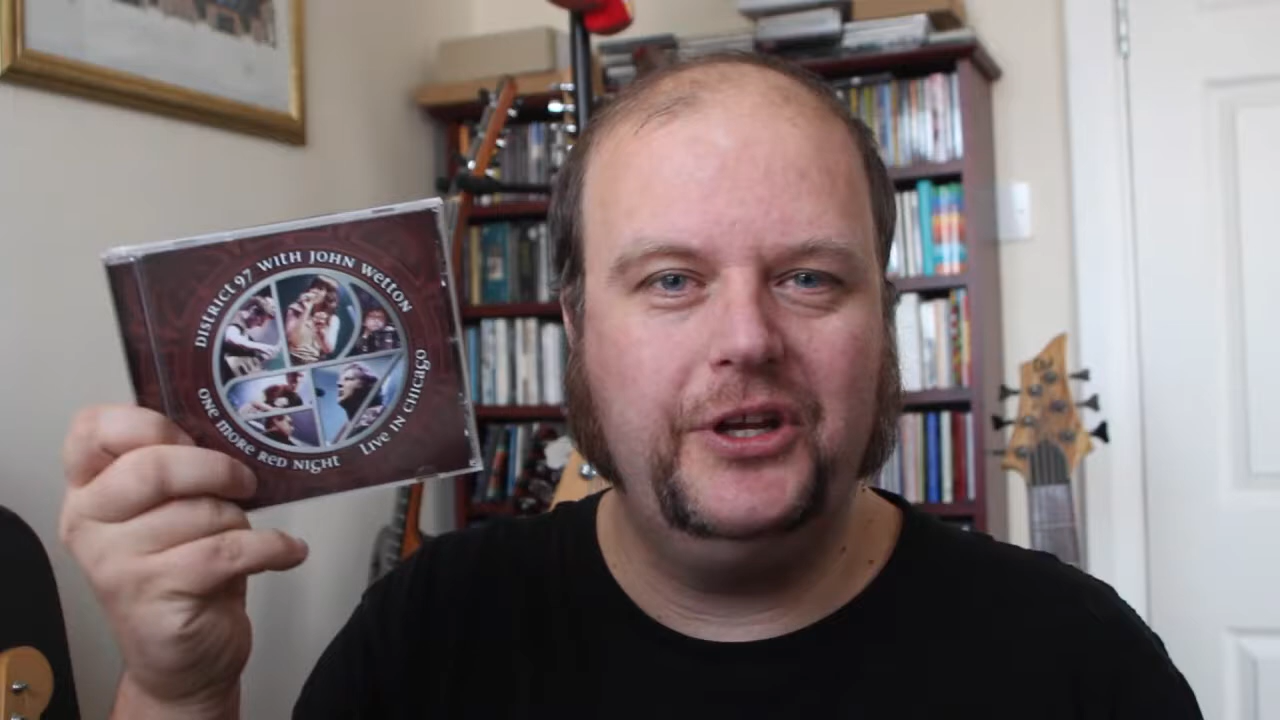 DISTRICT 97 WITH JOHN WETTON
ONE MORE RED NIGHT
LIVE IN CHICAGO